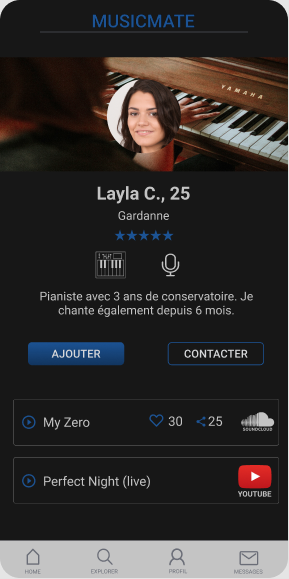 MUSICMATE
YAMAHA
Layla C., 25
Gardanne
Pianiste avec 3 ans de conservatoire. Je
chante également depuis 6 mois.
AJOUTER CONTACTER
My Zero 30 25 SOUNDCLOUD
Perfect Night (live) YOUTUBE
HOME EXPLORER PROFIL MESSAGES